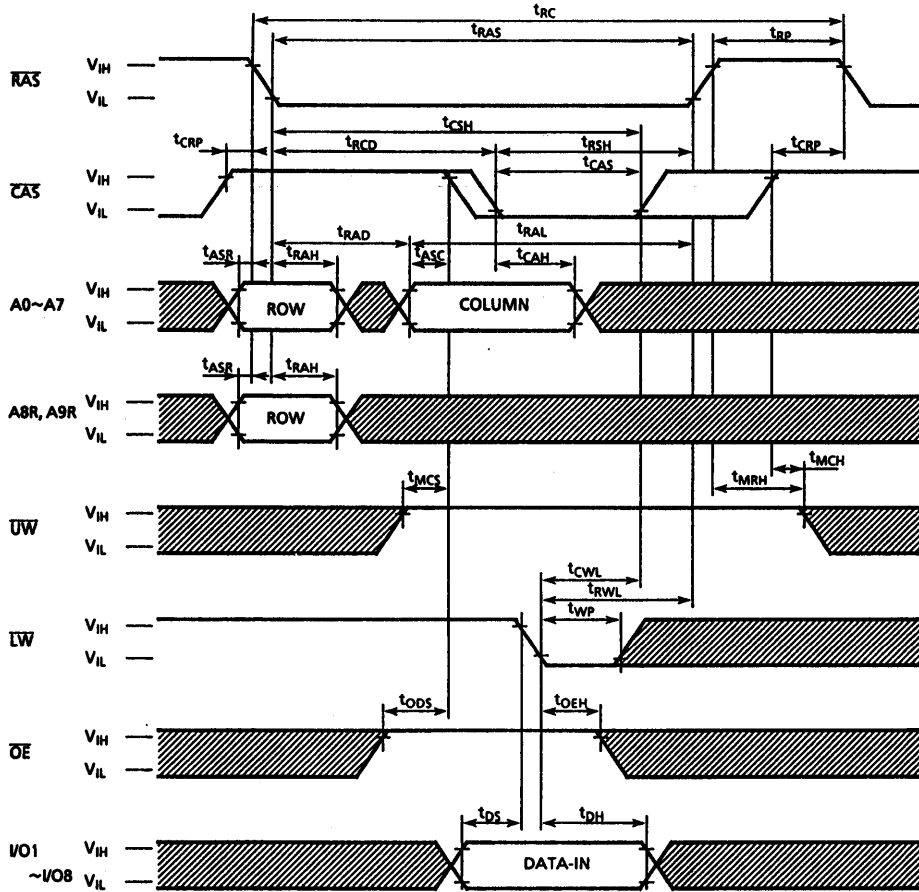 tRC
tRAS
tRP
RAS VIH
VIL
tCSH
tCRP tRCD tRSH tCRP
tCAS
CAS VIH
VIL
tRAD tRAL
tASR tRAH tASC tCAH
A0~A7 VIH
ROW COLUMN
VIL
tASR tRAH
A8R, A9R VIH
ROW
VIL
tMCH
tMCS tMRH
UW VIH
VIL
tCWL
tRWL
tWP
LW VIH
VIL
tODS tOEH
OE VIH
VIL
tDS tDH
I/O1 VIH
DATA-IN
~I/O8 VIL